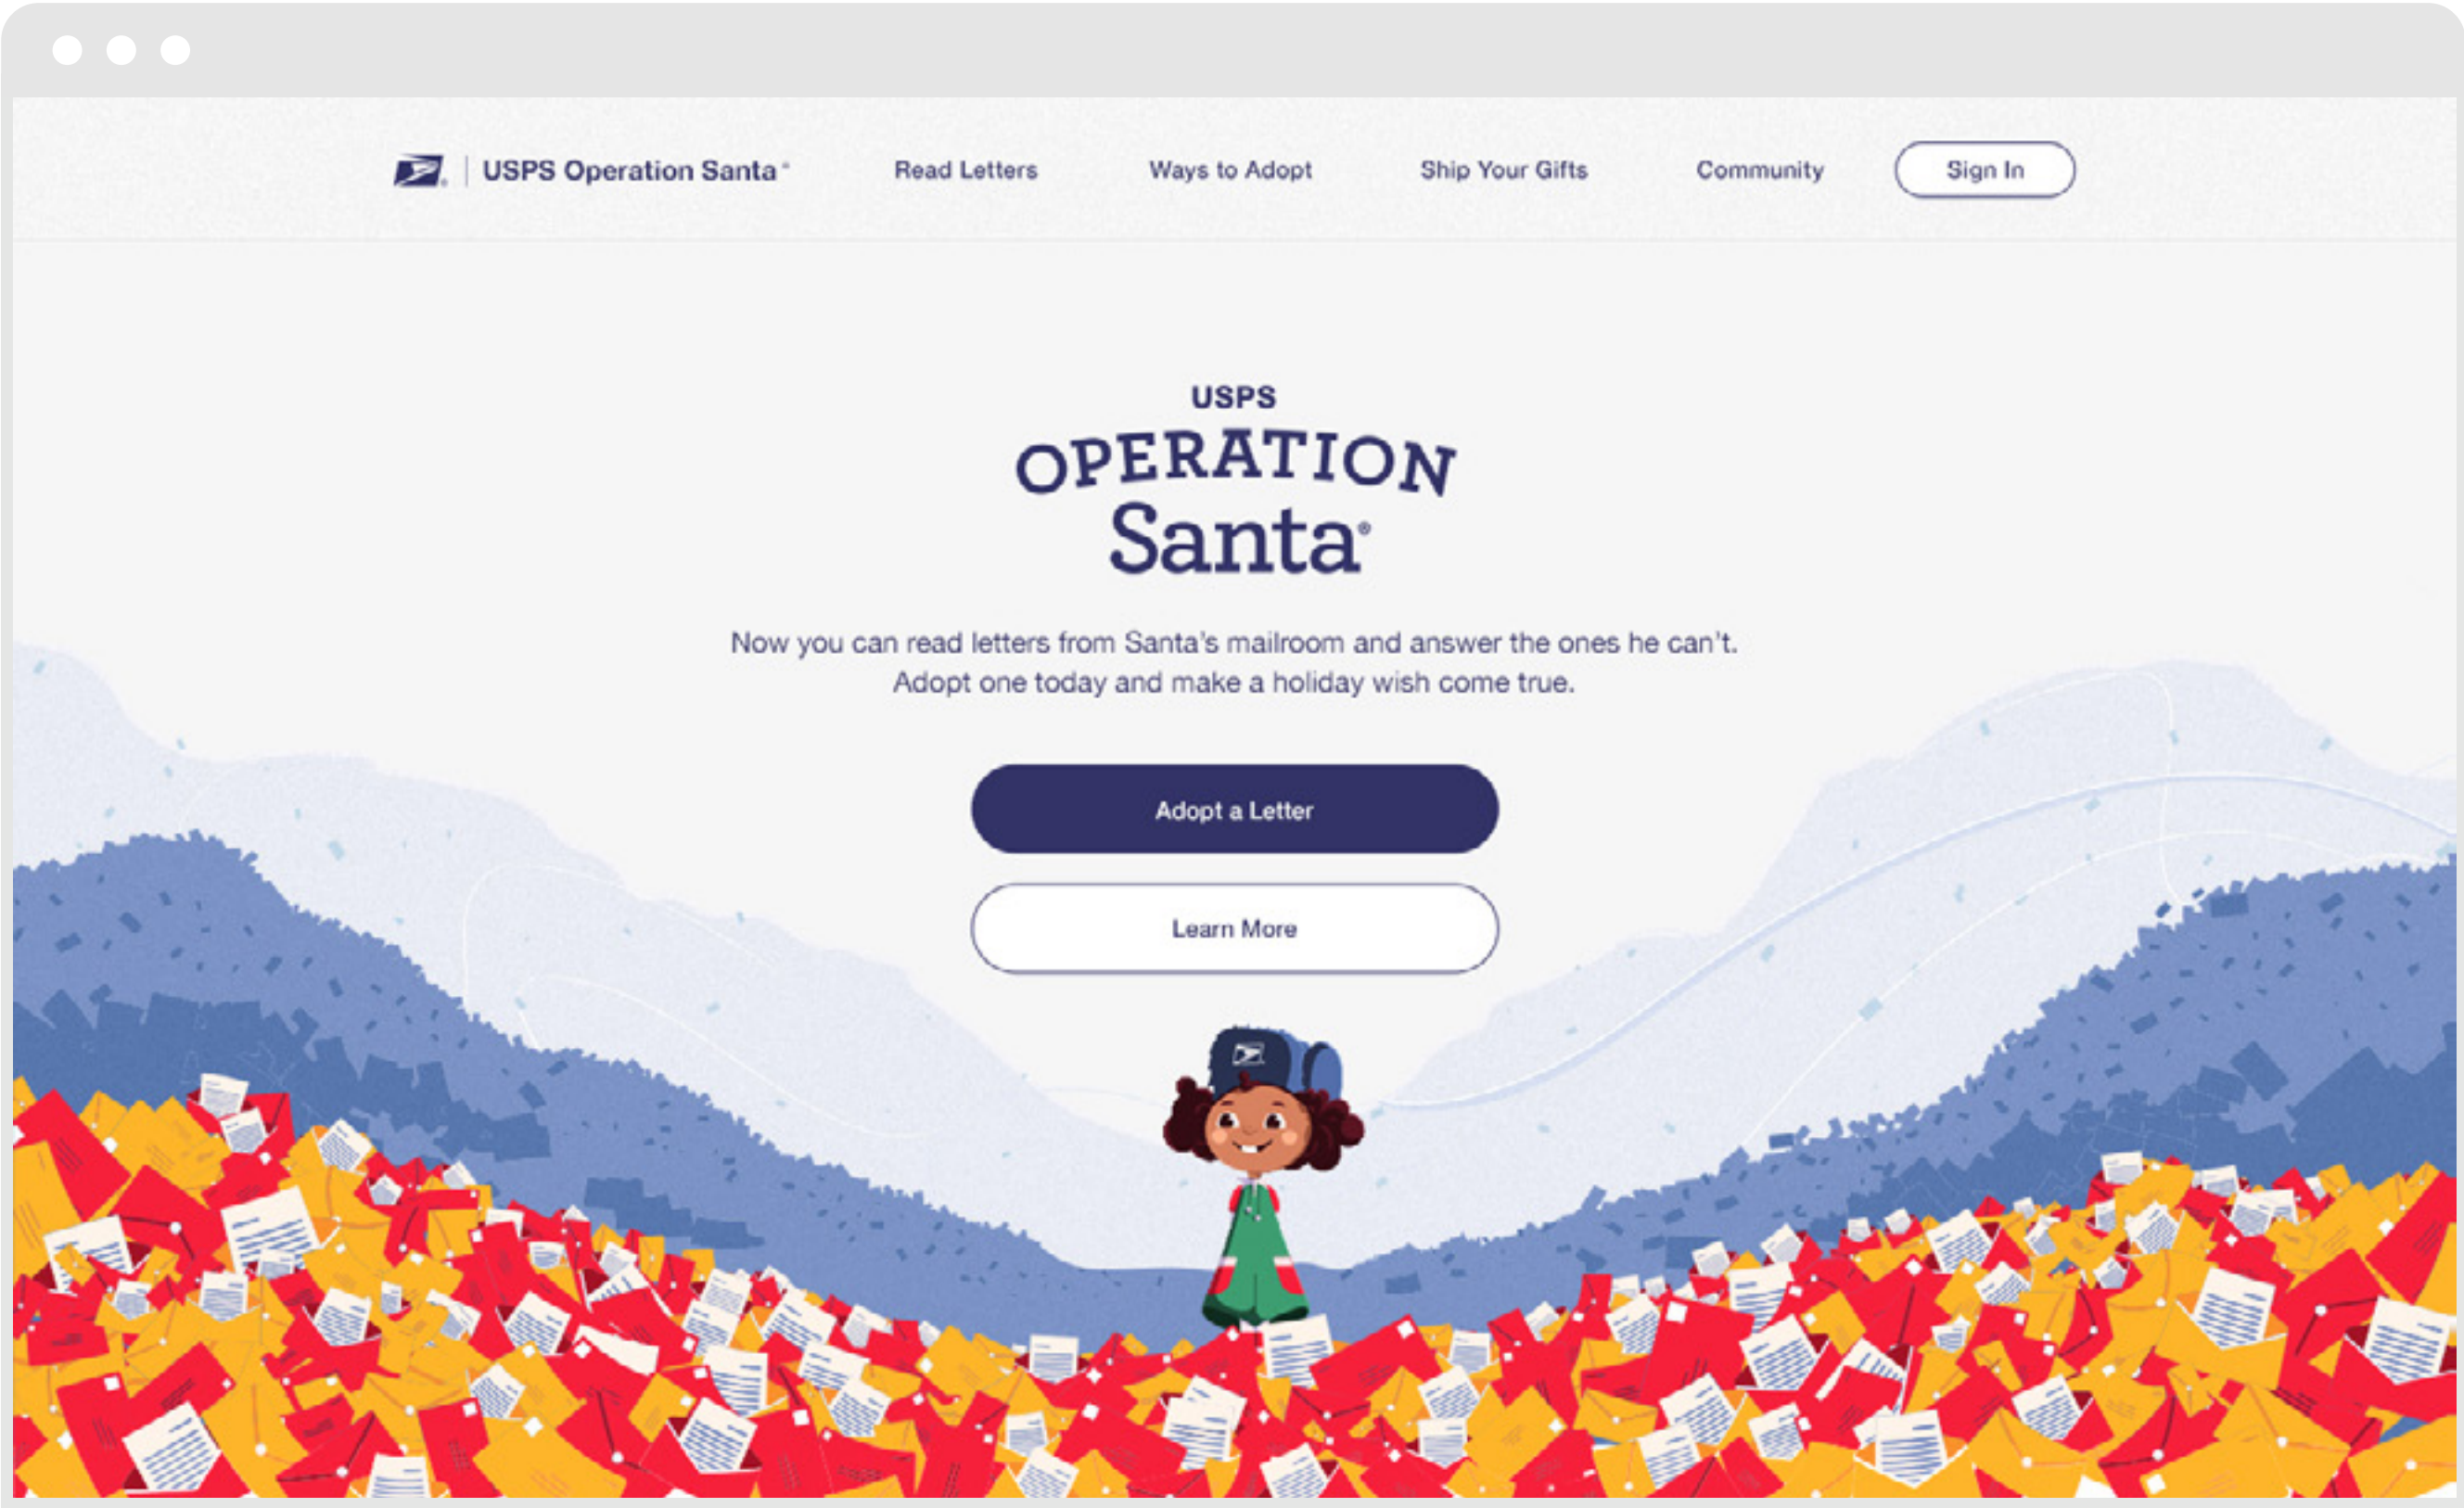 USPS Operation Santa®
Read Letters
Ways to Adopt
Ship Your Gifts
Community
Sign In
USPS
OPERATION
Santa®
Now you can read letters from Santa's mailroom and answer the ones he can't.
Adopt one today and make a holiday wish come true.
Adopt a Letter
Learn More